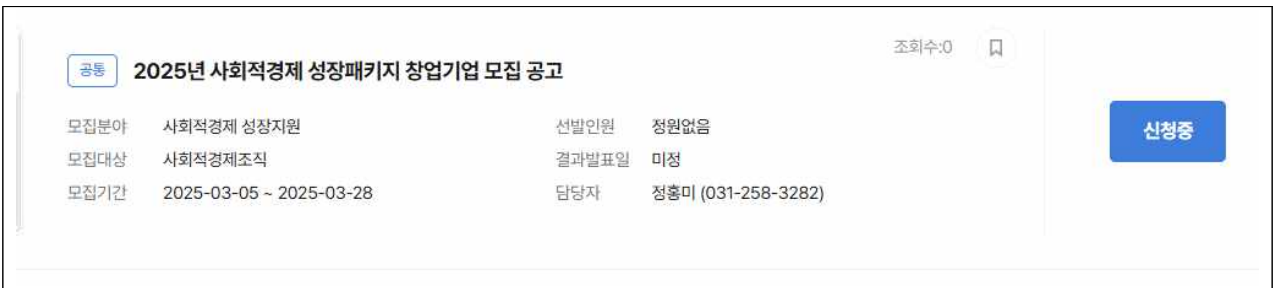 조회수:0
공통 2025년 사회적경제 성장패키지 창업기업 모집 공고
모집분야 사회적경제 성장지원 선발인원 정원없음
신청중
모집대상 사회적경제조직 결과발표일 미정
모집기간 2025-03-05 ~ 2025-03-28 담당자 정홍미 (031-258-3282)